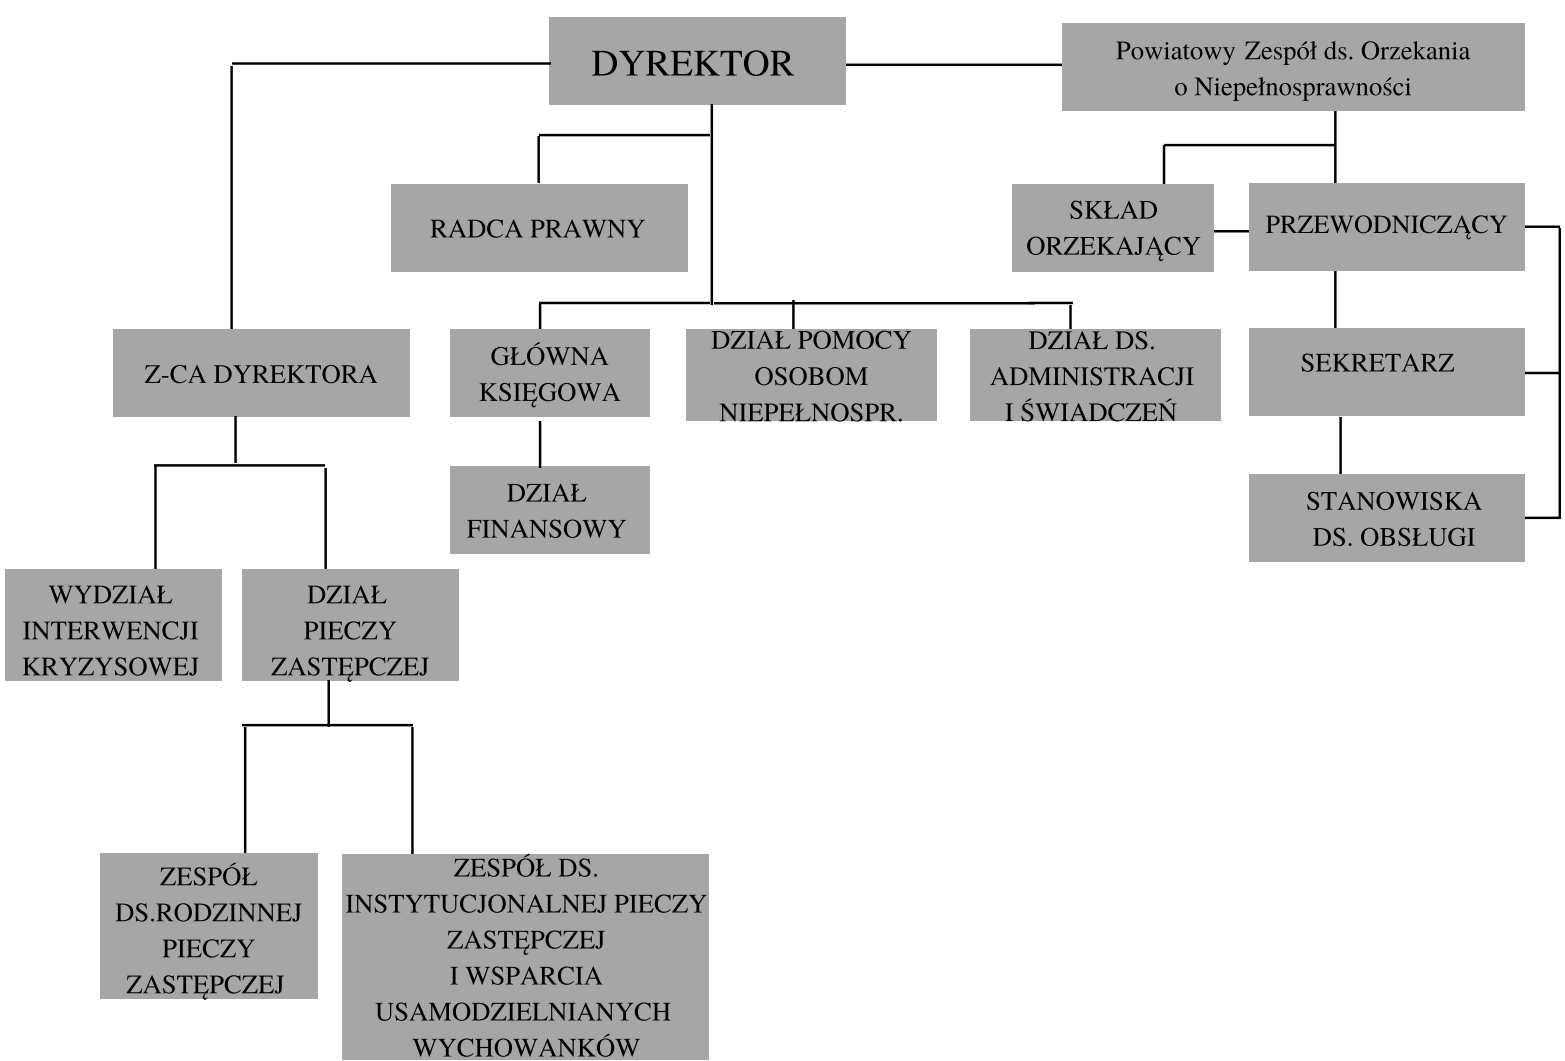 DYREKTOR
Powiatowy Zespół ds. Orzekania
o Niepełnosprawności
RADCA PRAWNY
SKŁAD
ORZEKAJĄCY
PRZEWODNICZĄCY
Z-CA DYREKTORA
GŁÓWNA
KSIĘGOWA
DZIAŁ POMOCY
OSOBOM
NIEPEŁNOSPR.
DZIAŁ DS.
ADMINISTRACJI
I ŚWIADCZEŃ
SEKRETARZ
DZIAŁ
FINANSOWY
STANOWISKA
DS. OBSŁUGI
WYDZIAŁ
INTERWENCJI
KRYZYSOWEJ
DZIAŁ
PIECZY
ZASTĘPCZEJ
ZESPÓŁ
DS.RODZINNEJ
PIECZY
ZASTĘPCZEJ
ZESPÓŁ DS.
INSTYTUCJONALNEJ PIECZY
ZASTĘPCZEJ
I WSPARCIA
USAMODZIELNIANYCH
WYCHOWANKÓW